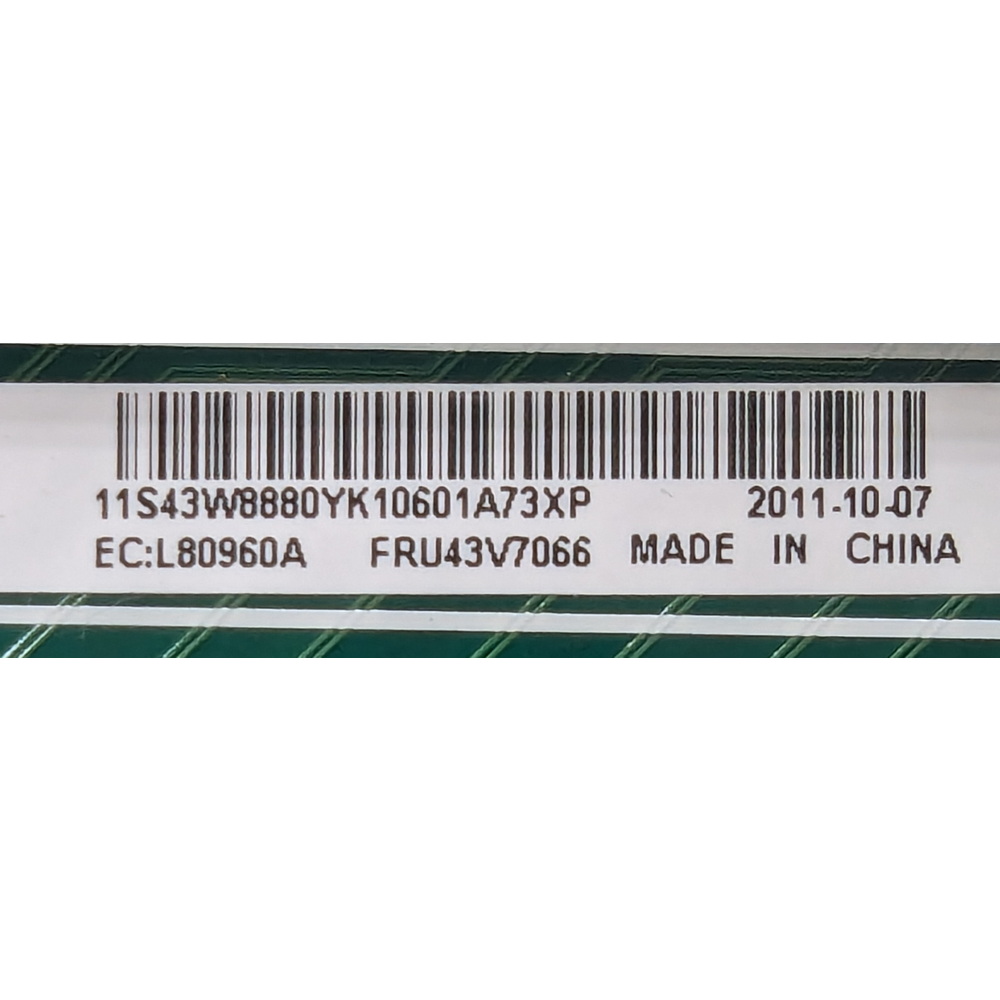 11S43W8880YK10601A73XP 2011-10-07
EC:L80960A FRU43V7066 MADE IN CHINA